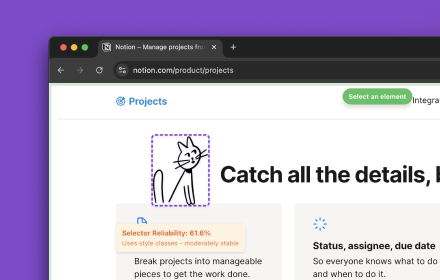 Notion – Manage projects fro
notion.com/product/projects
Projects
Select an element
Integra
Catch all the details,
Selector Reliability: 61.6%
Uses style classes - moderately stable
Break projects into manageable
pieces to get the work done.
Status, assignee, due date
So everyone knows what to do
and when to do it.